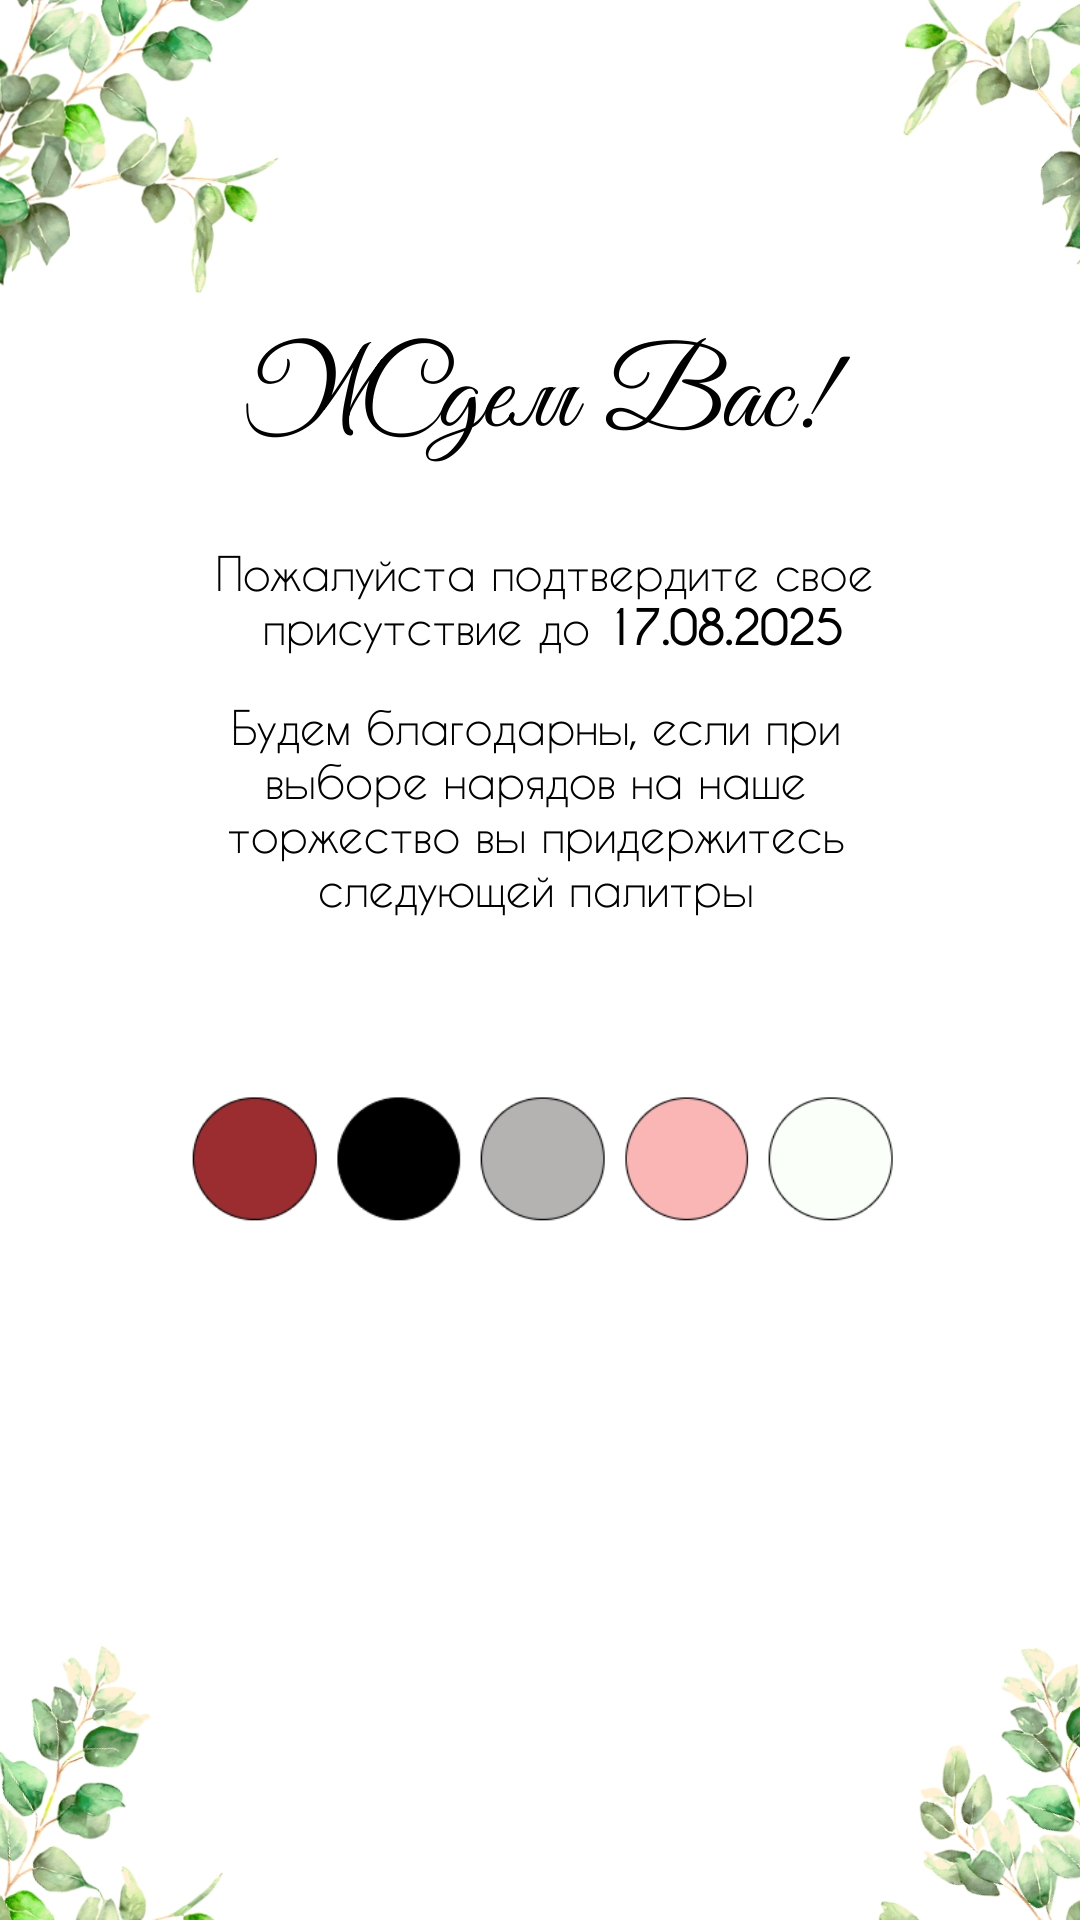 Ждем Вас!
Пожалуйста подтвердите свое
присутствие до 17.08.2025
Будем благодарны, если при
выборе нарядов на наше
торжество вы придержитесь
следующей палитры